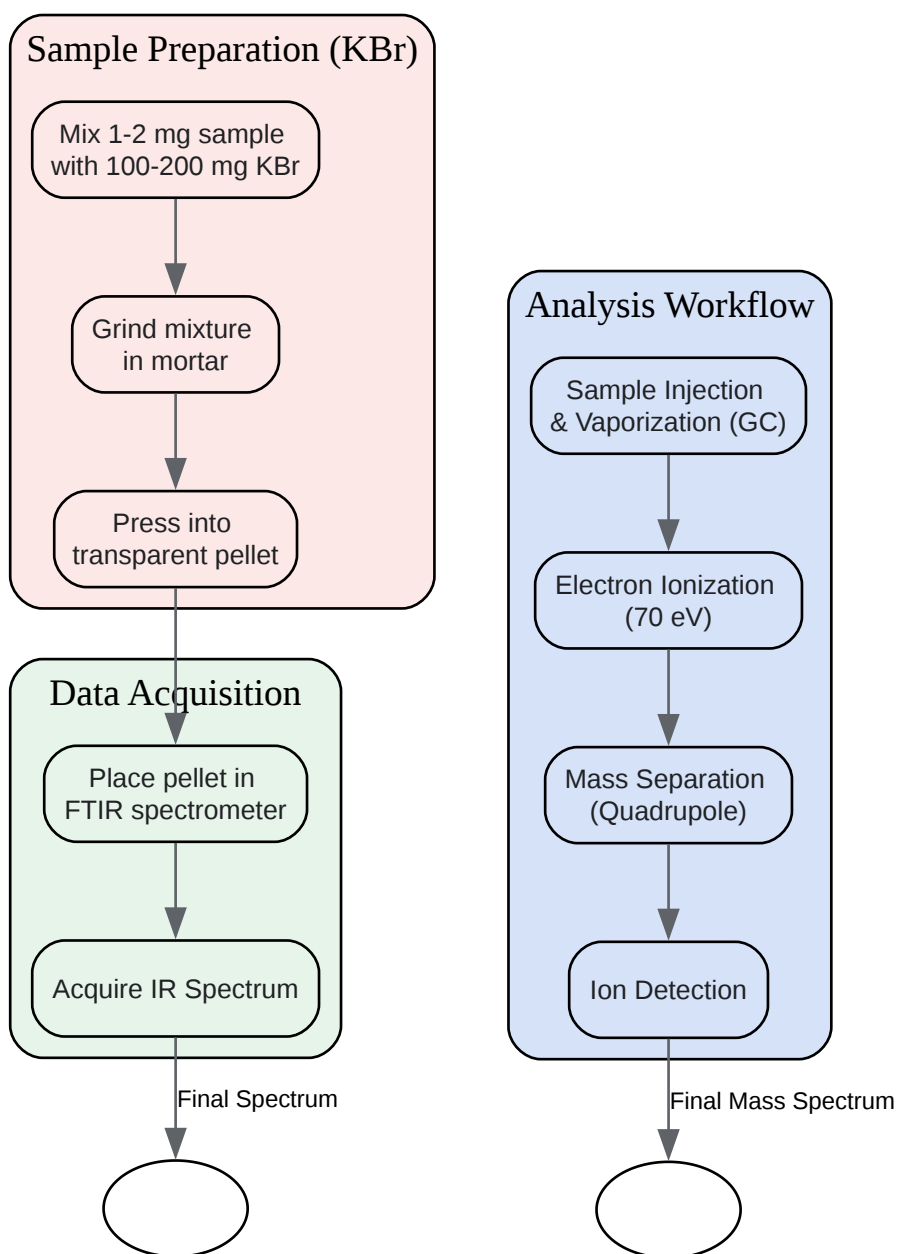 Sample Preparation (KBr)
Mix 1-2 mg sample
with 100-200 mg KBr
Grind mixture
in mortar
Press into
transparent pellet
Data Acquisition
Place pellet in
FTIR spectrometer
Acquire IR Spectrum
Final Spectrum
Analysis Workflow
Sample Injection
& Vaporization (GC)
Electron Ionization
(70 eV)
Mass Separation
(Quadrupole)
Ion Detection
Final Mass Spectrum